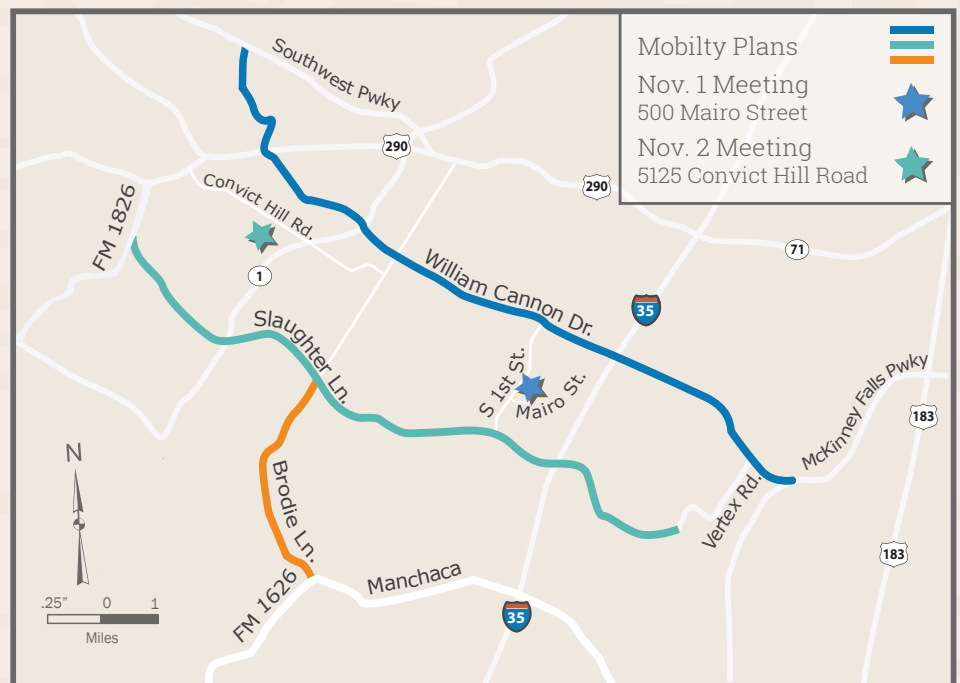 Mobilty Plans
Nov. 1 Meeting
500 Mairo Street
Nov. 2 Meeting
5125 Convict Hill Road
Southwest Pwky
290
290
Convict Hill Rd.
FM 1826
71
1
William Cannon Dr.
35
Slaughter Ln.
S 1st St.
Mairo St.
McKinney Falls Pwky
183
N
Brodie Ln.
Vertex Rd.
183
Manchaca
FM 1626
35
.25” 0 1
Miles